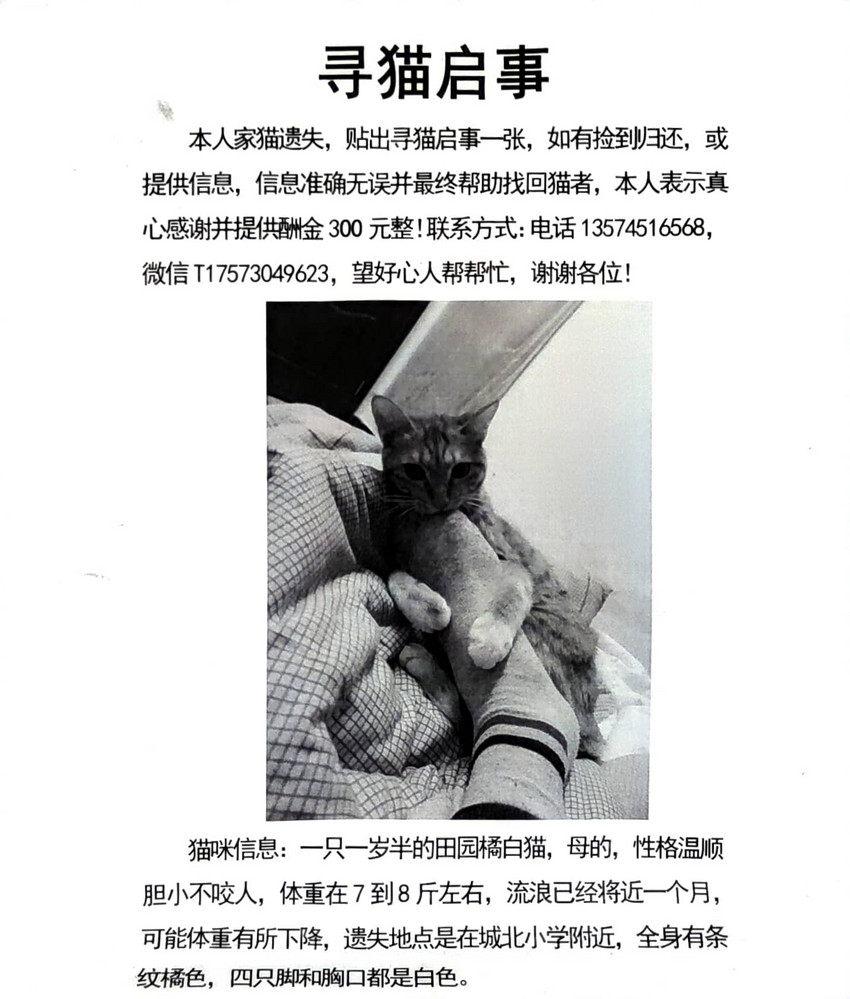 寻猫启事
本人家猫遗失，贴出寻猫启事一张，如有捡到归还，或
提供信息，信息准确无误并最终帮助找回猫者，本人表示真
心感谢并提供酬金 300 元整！联系方式：电话 13574516568，
微信 T17573049623，望好心人帮帮忙，谢谢各位！
猫咪信息：一只一岁半的田园橘白猫，母的，性格温顺
胆小不咬人，体重在 7 到 8 斤左右，流浪已经将近一个月，
可能体重有所下降，遗失地点是在城北小学附近，全身有条
纹橘色，四只脚和胸口都是白色。